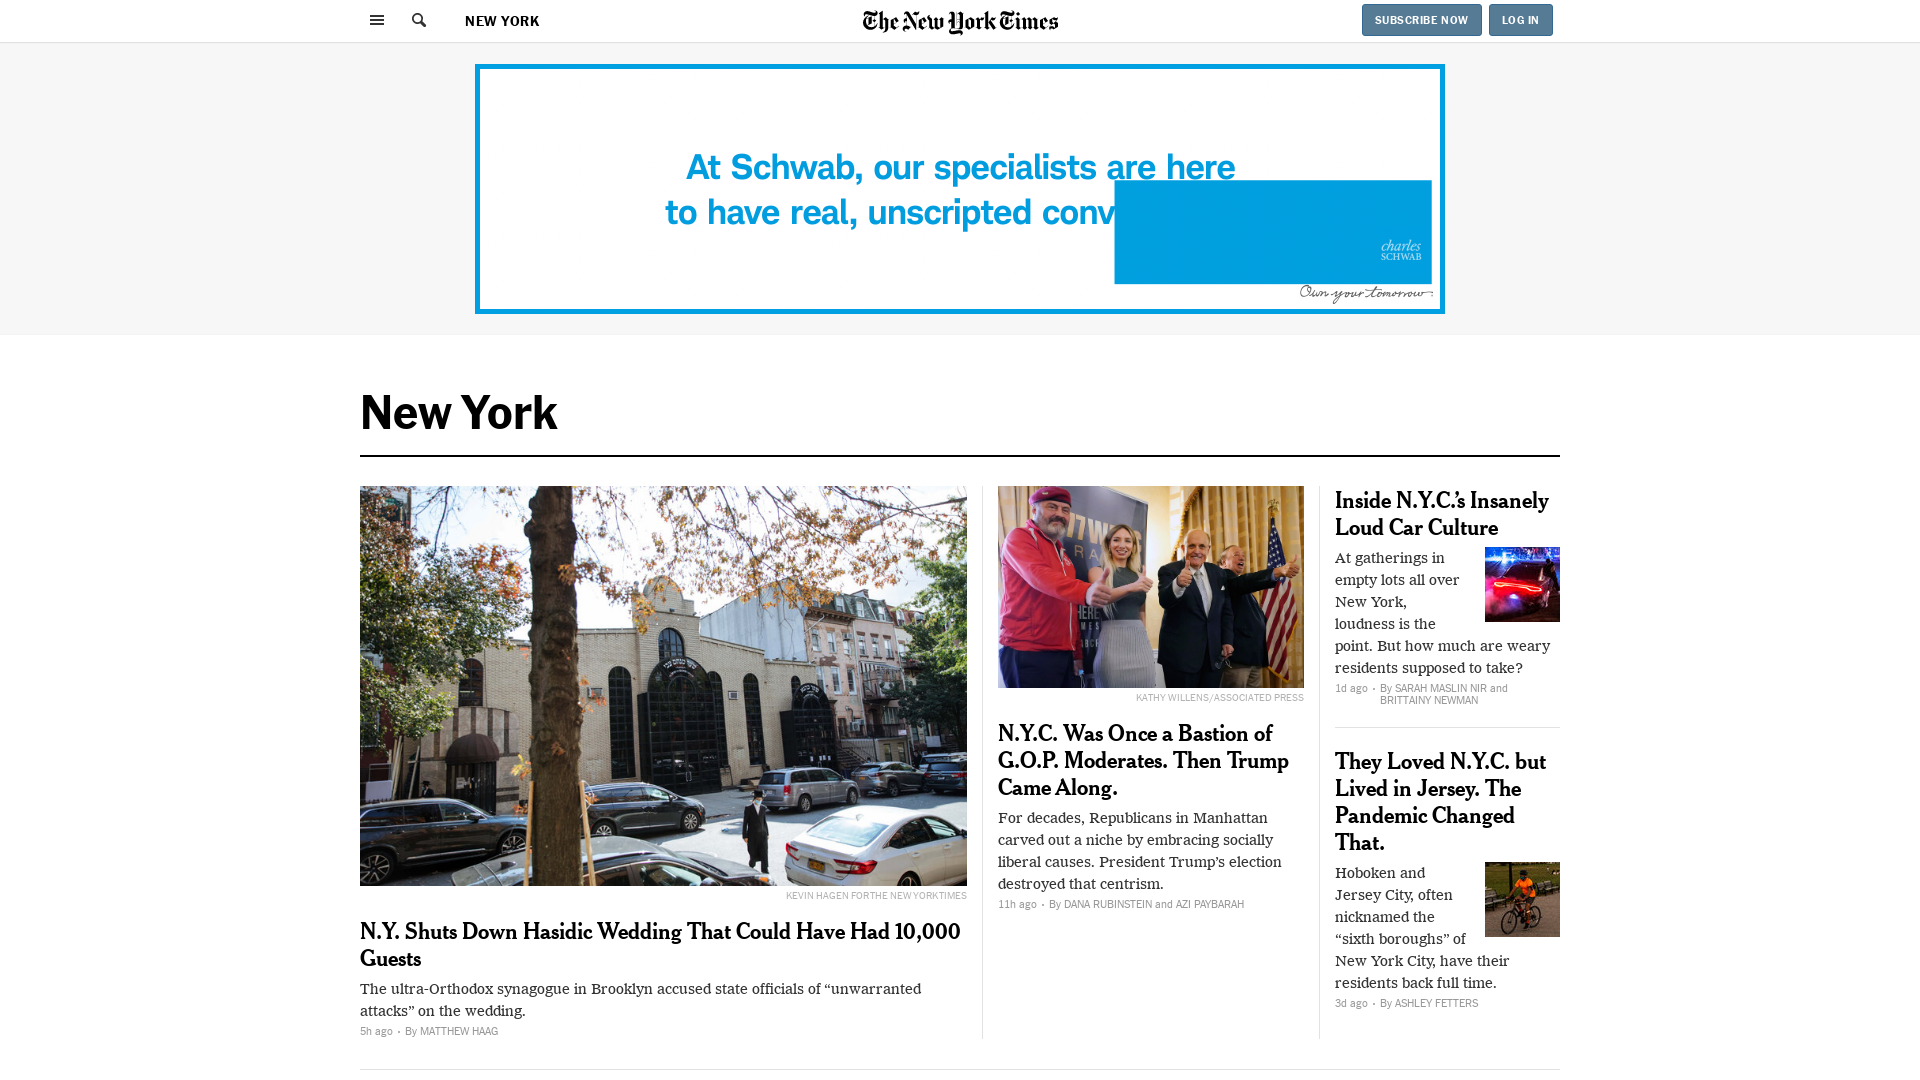 NEW YORK
The New York Times
SUBSCRIBE NOW
LOG IN
At Schwab, our specialists are here
to have real, unscripted conv
charles
SCHWAB
Own your tomorrow
New York
KEVIN HAGEN FOR THE NEW YORK TIMES
N.Y. Shuts Down Hasidic Wedding That Could Have Had 10,000
Guests
The ultra-Orthodox synagogue in Brooklyn accused state officials of “unwarranted
attacks” on the wedding.
5h ago • By MATTHEW HAAG
KATHY WILLENS/ASSOCIATED PRESS
N.Y.C. Was Once a Bastion of
G.O.P. Moderates. Then Trump
Came Along.
For decades, Republicans in Manhattan
carved out a niche by embracing socially
liberal causes. President Trump’s election
destroyed that centrism.
11h ago • By DANA RUBINSTEIN and AZI PAYBARAH
Inside N.Y.C.’s Insanely
Loud Car Culture
At gatherings in
empty lots all over
New York,
loudness is the
point. But how much are weary
residents supposed to take?
1d ago • By SARAH MASLIN NIR and
BRITTAINY NEWMAN
They Loved N.Y.C. but
Lived in Jersey. The
Pandemic Changed
That.
Hoboken and
Jersey City, often
nicknamed the
“sixth boroughs” of
New York City, have their
residents back full time.
3d ago • By ASHLEY FETTERS